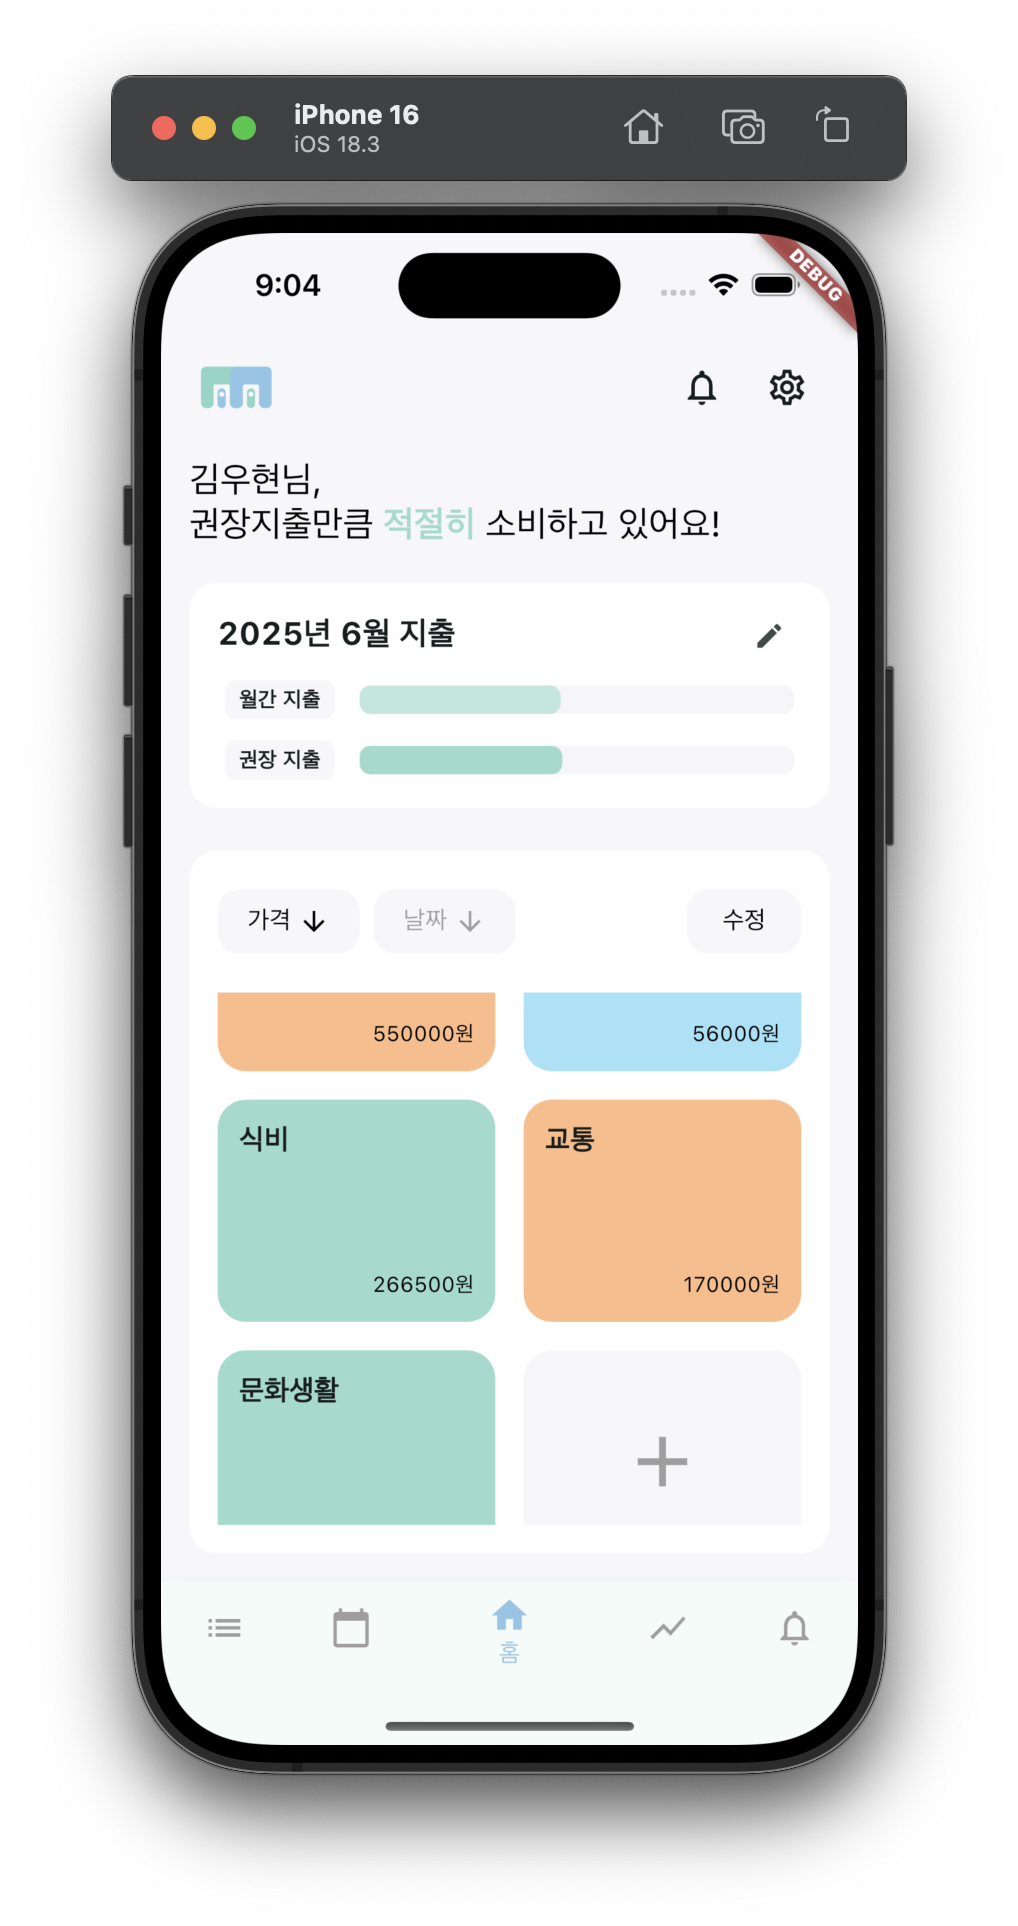 iPhone 16
iOS 18.3
9:04
DEBUG
김우현님,
권장지출만큼 적절히 소비하고 있어요!
2025년 6월 지출
월간 지출
권장 지출
가격 ↓ 날짜 ↓ 수정
550000원 56000원
식비 교통
266500원 170000원
문화생활
홈